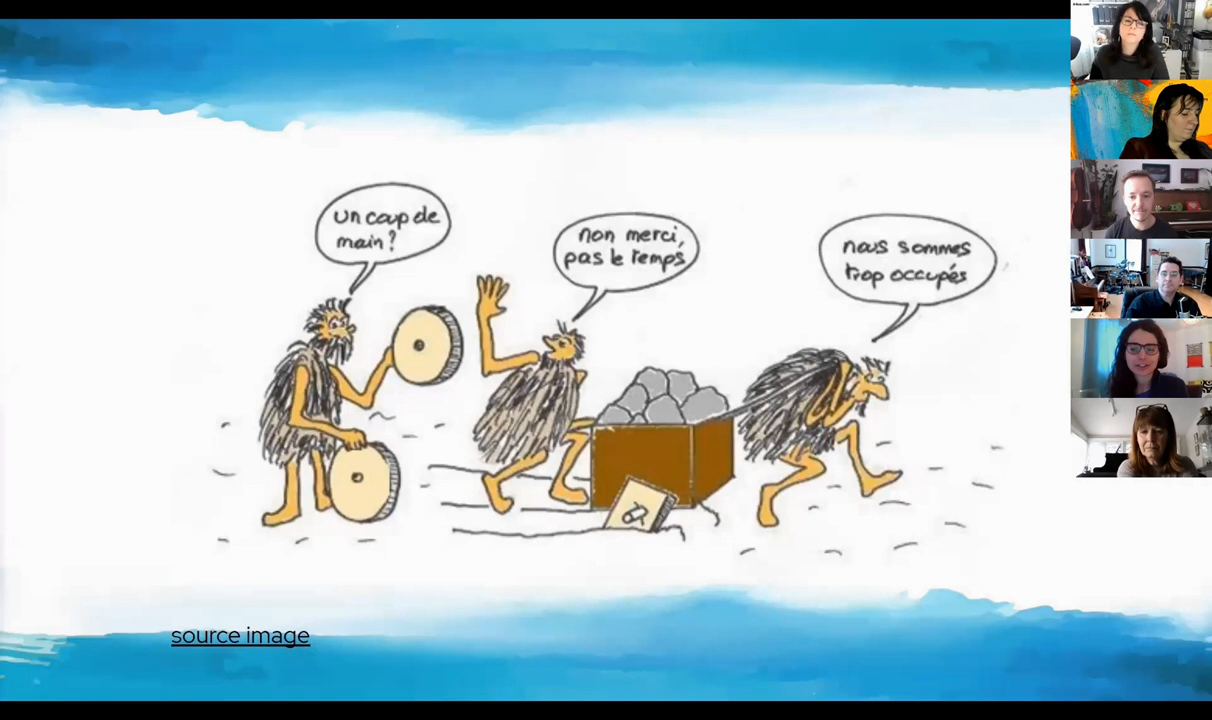 un coup de
main?
non merci,
pas le temps
nous sommes
trop occupés
source image